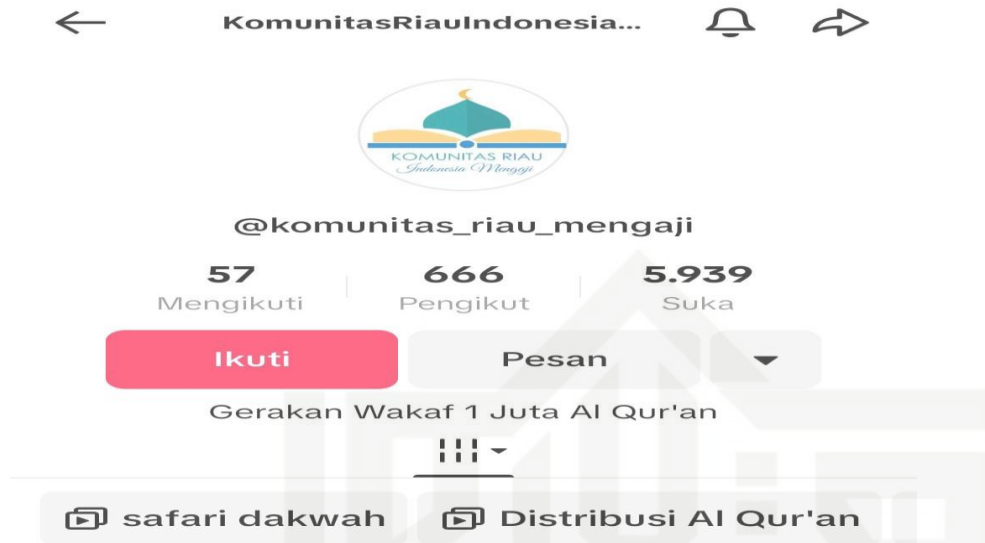 KomunitasRiauIndonesia...
KOMUNITAS RIAU
Indonesia Mengaji
@komunitas_riau_mengaji
57 666 5.939
Mengikuti Pengikut Suka
Ikuti Pesan
Gerakan Wakaf 1 Juta Al Qur'an
safari dakwah Distribusi Al Qur'an